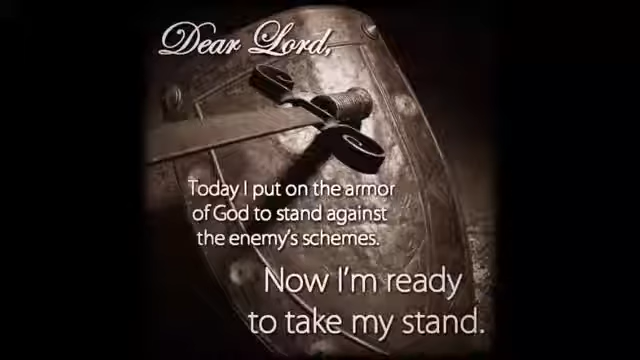 Dear Lord,
Today I put on the armor
of God to stand against
the enemy's schemes.
Now I'm ready
to take my stand.